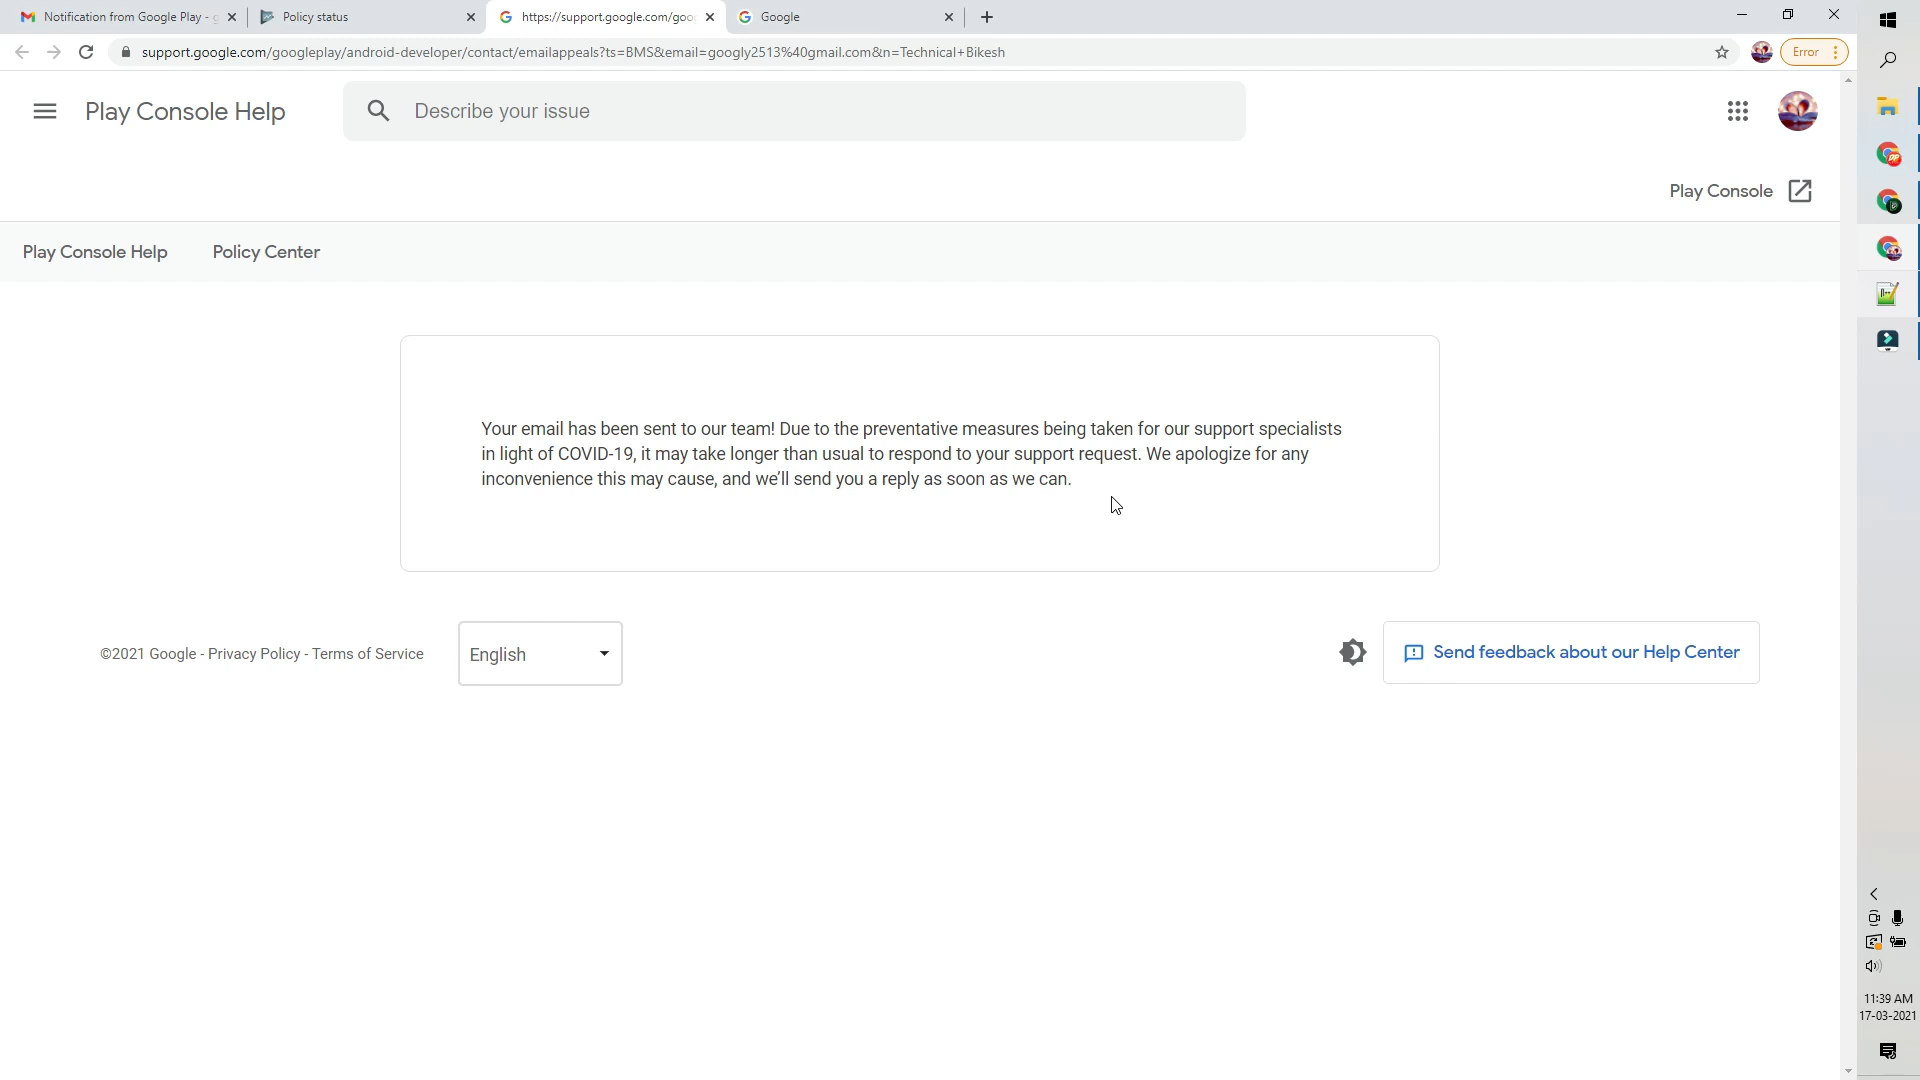 Notification from Google Play -
Policy status
https://support.google.com/goo
Google
support.google.com/googleplay/android-developer/contact/emailappeals?ts=BMS&email=googly2513%40gmail.com&n=Technical+Bikesh
Error
Play Console Help
Describe your issue
Play Console
Play Console Help
Policy Center
Your email has been sent to our team! Due to the preventative measures being taken for our support specialists
in light of COVID-19, it may take longer than usual to respond to your support request. We apologize for any
inconvenience this may cause, and we'll send you a reply as soon as we can.
©2021 Google - Privacy Policy - Terms of Service
English
Send feedback about our Help Center
11:39 AM
17-03-2021